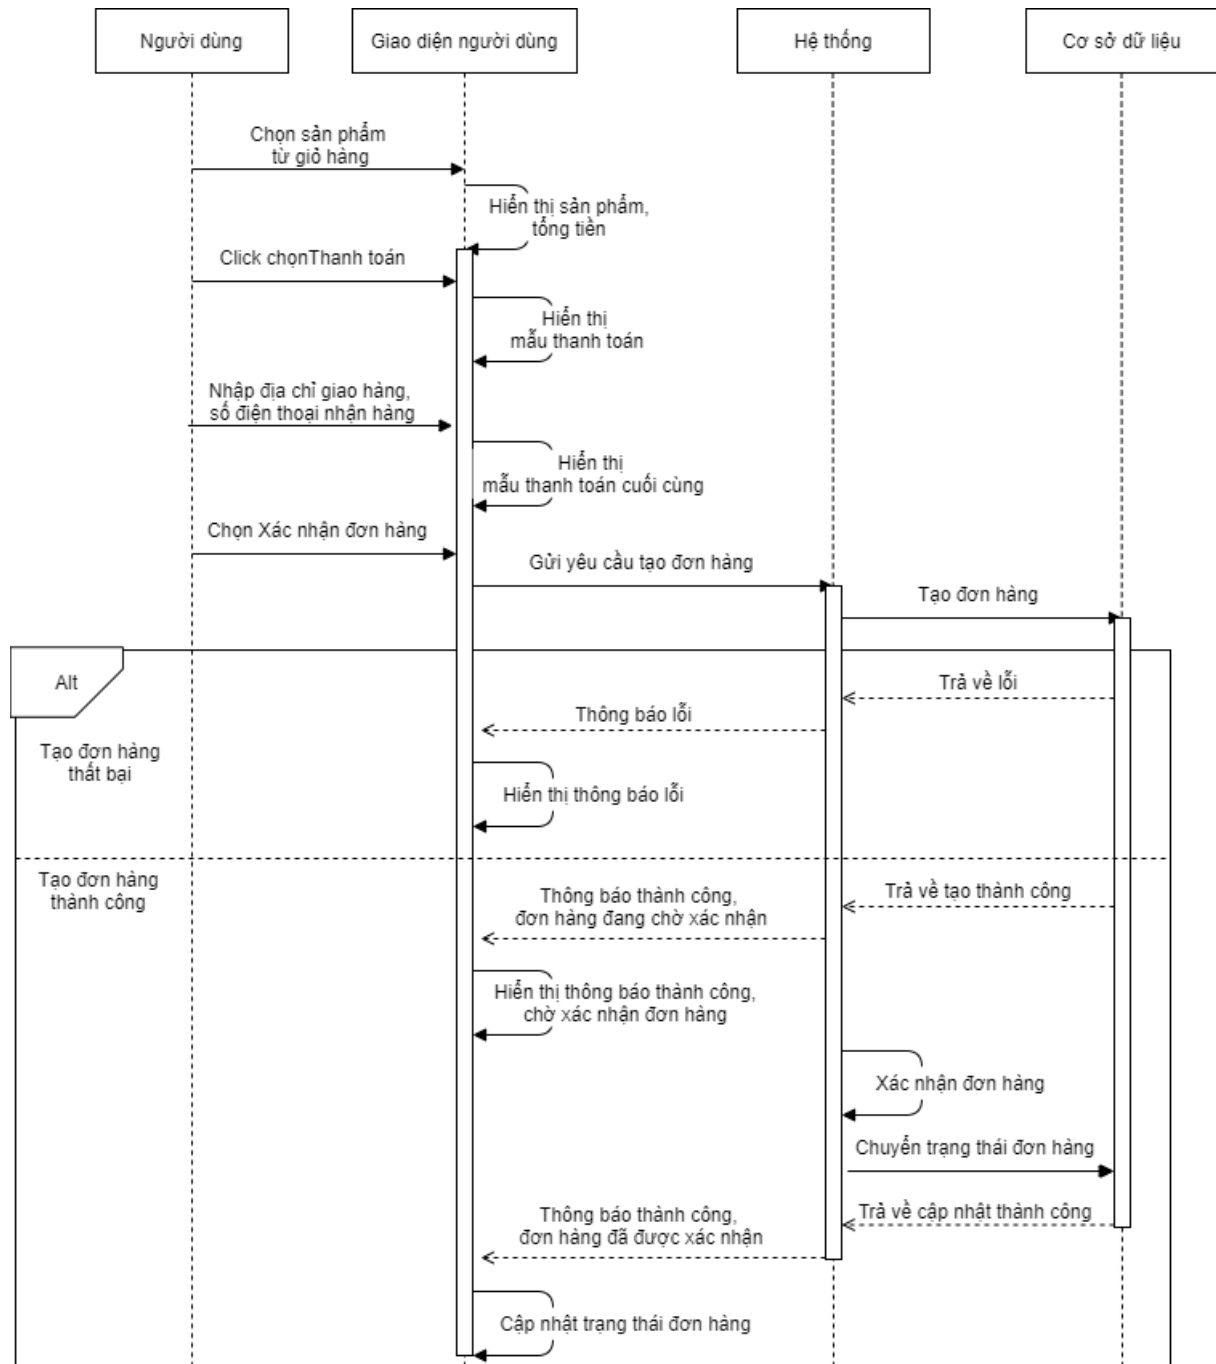 Người dùng
Giao diện người dùng
Hệ thống
Cơ sở dữ liệu
Chọn sản phẩm
từ giỏ hàng
Hiển thị sản phẩm,
tổng tiền
Click chọnThanh toán
Hiển thị
mẫu thanh toán
Nhập địa chỉ giao hàng,
số điện thoại nhận hàng
Hiển thị
mẫu thanh toán cuối cùng
Chọn Xác nhận đơn hàng
Gửi yêu cầu tạo đơn hàng
Tạo đơn hàng
Alt
Trả về lỗi
Thông báo lỗi
Tạo đơn hàng
thất bại
Hiển thị thông báo lỗi
Tạo đơn hàng
thành công
Trả về tạo thành công
Thông báo thành công,
đơn hàng đang chờ xác nhận
Hiển thị thông báo thành công,
chờ xác nhận đơn hàng
Xác nhận đơn hàng
Chuyển trạng thái đơn hàng
Trả về cập nhật thành công
Thông báo thành công,
đơn hàng đã được xác nhận
Cập nhật trạng thái đơn hàng